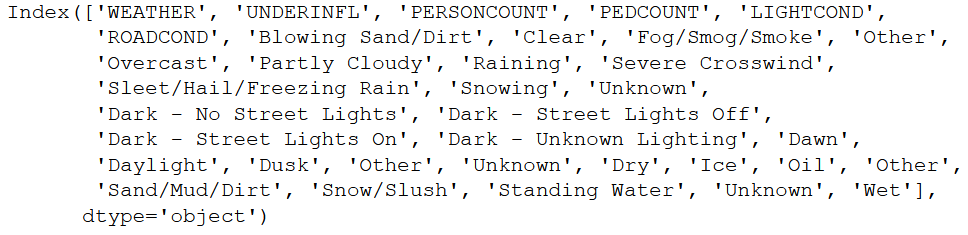 Index(['WEATHER', 'UNDERINFL', 'PERSONCOUNT', 'PEDCOUNT', 'LIGHTCOND',
'ROADCOND', 'Blowing Sand/Dirt', 'Clear', 'Fog/Smog/Smoke', 'Other',
'Overcast', 'Partly Cloudy', 'Raining', 'Severe Crosswind',
'Sleet/Hail/Freezing Rain', 'Snowing', 'Unknown',
'Dark - No Street Lights', 'Dark - Street Lights Off',
'Dark - Street Lights On', 'Dark - Unknown Lighting', 'Dawn',
'Daylight', 'Dusk', 'Other', 'Unknown', 'Dry', 'Ice', 'Oil', 'Other',
'Sand/Mud/Dirt', 'Snow/Slush', 'Standing Water', 'Unknown', 'Wet'],
dtype='object')